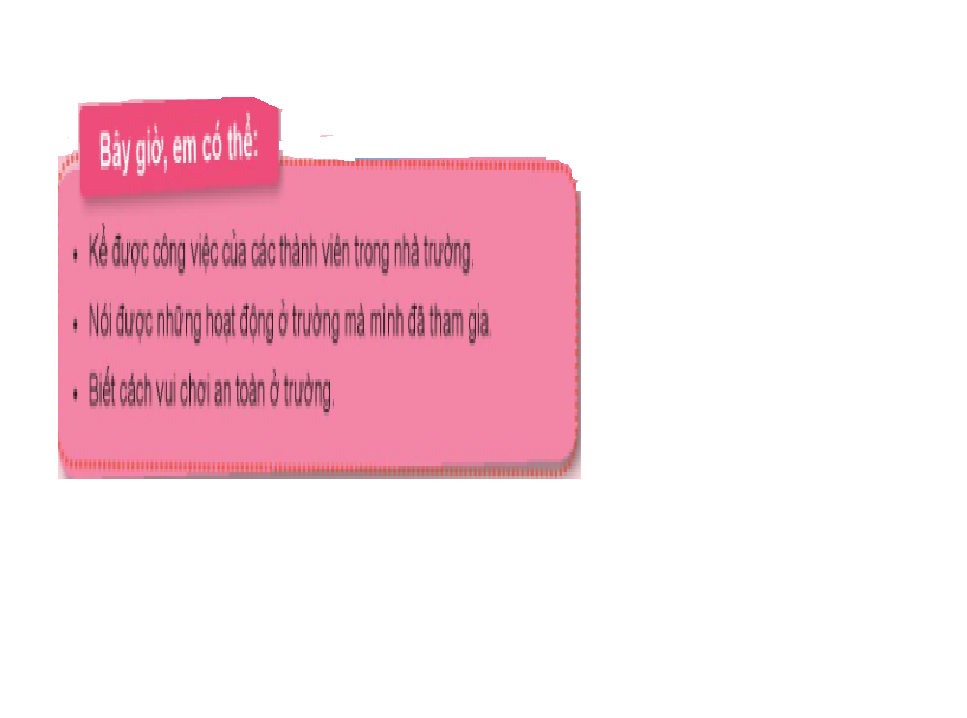 Bây giờ, em có thể:
• Kể được công việc của các thành viên trong nhà trường.
• Nói được những hoạt động ở trường mà mình đã tham gia.
• Biết cách vui chơi an toàn ở trường.